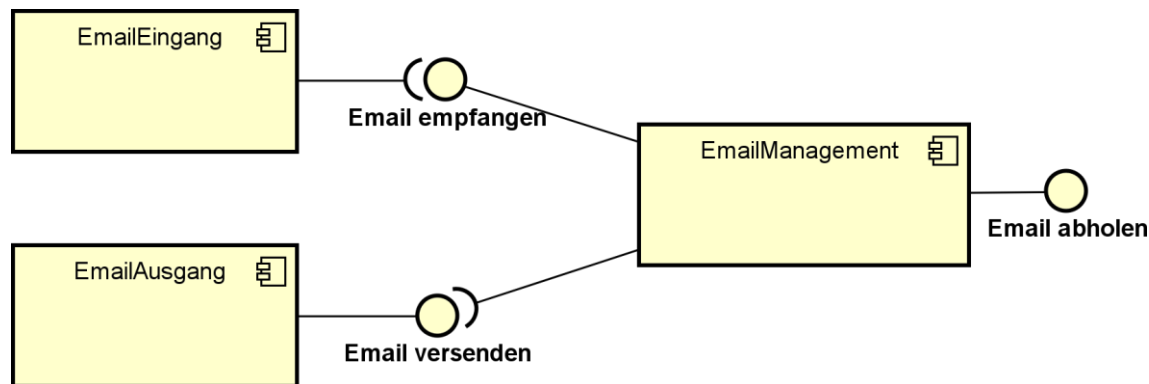 EmailEingang
Email empfangen
EmailManagement
Email abholen
EmailAusgang
Email versenden